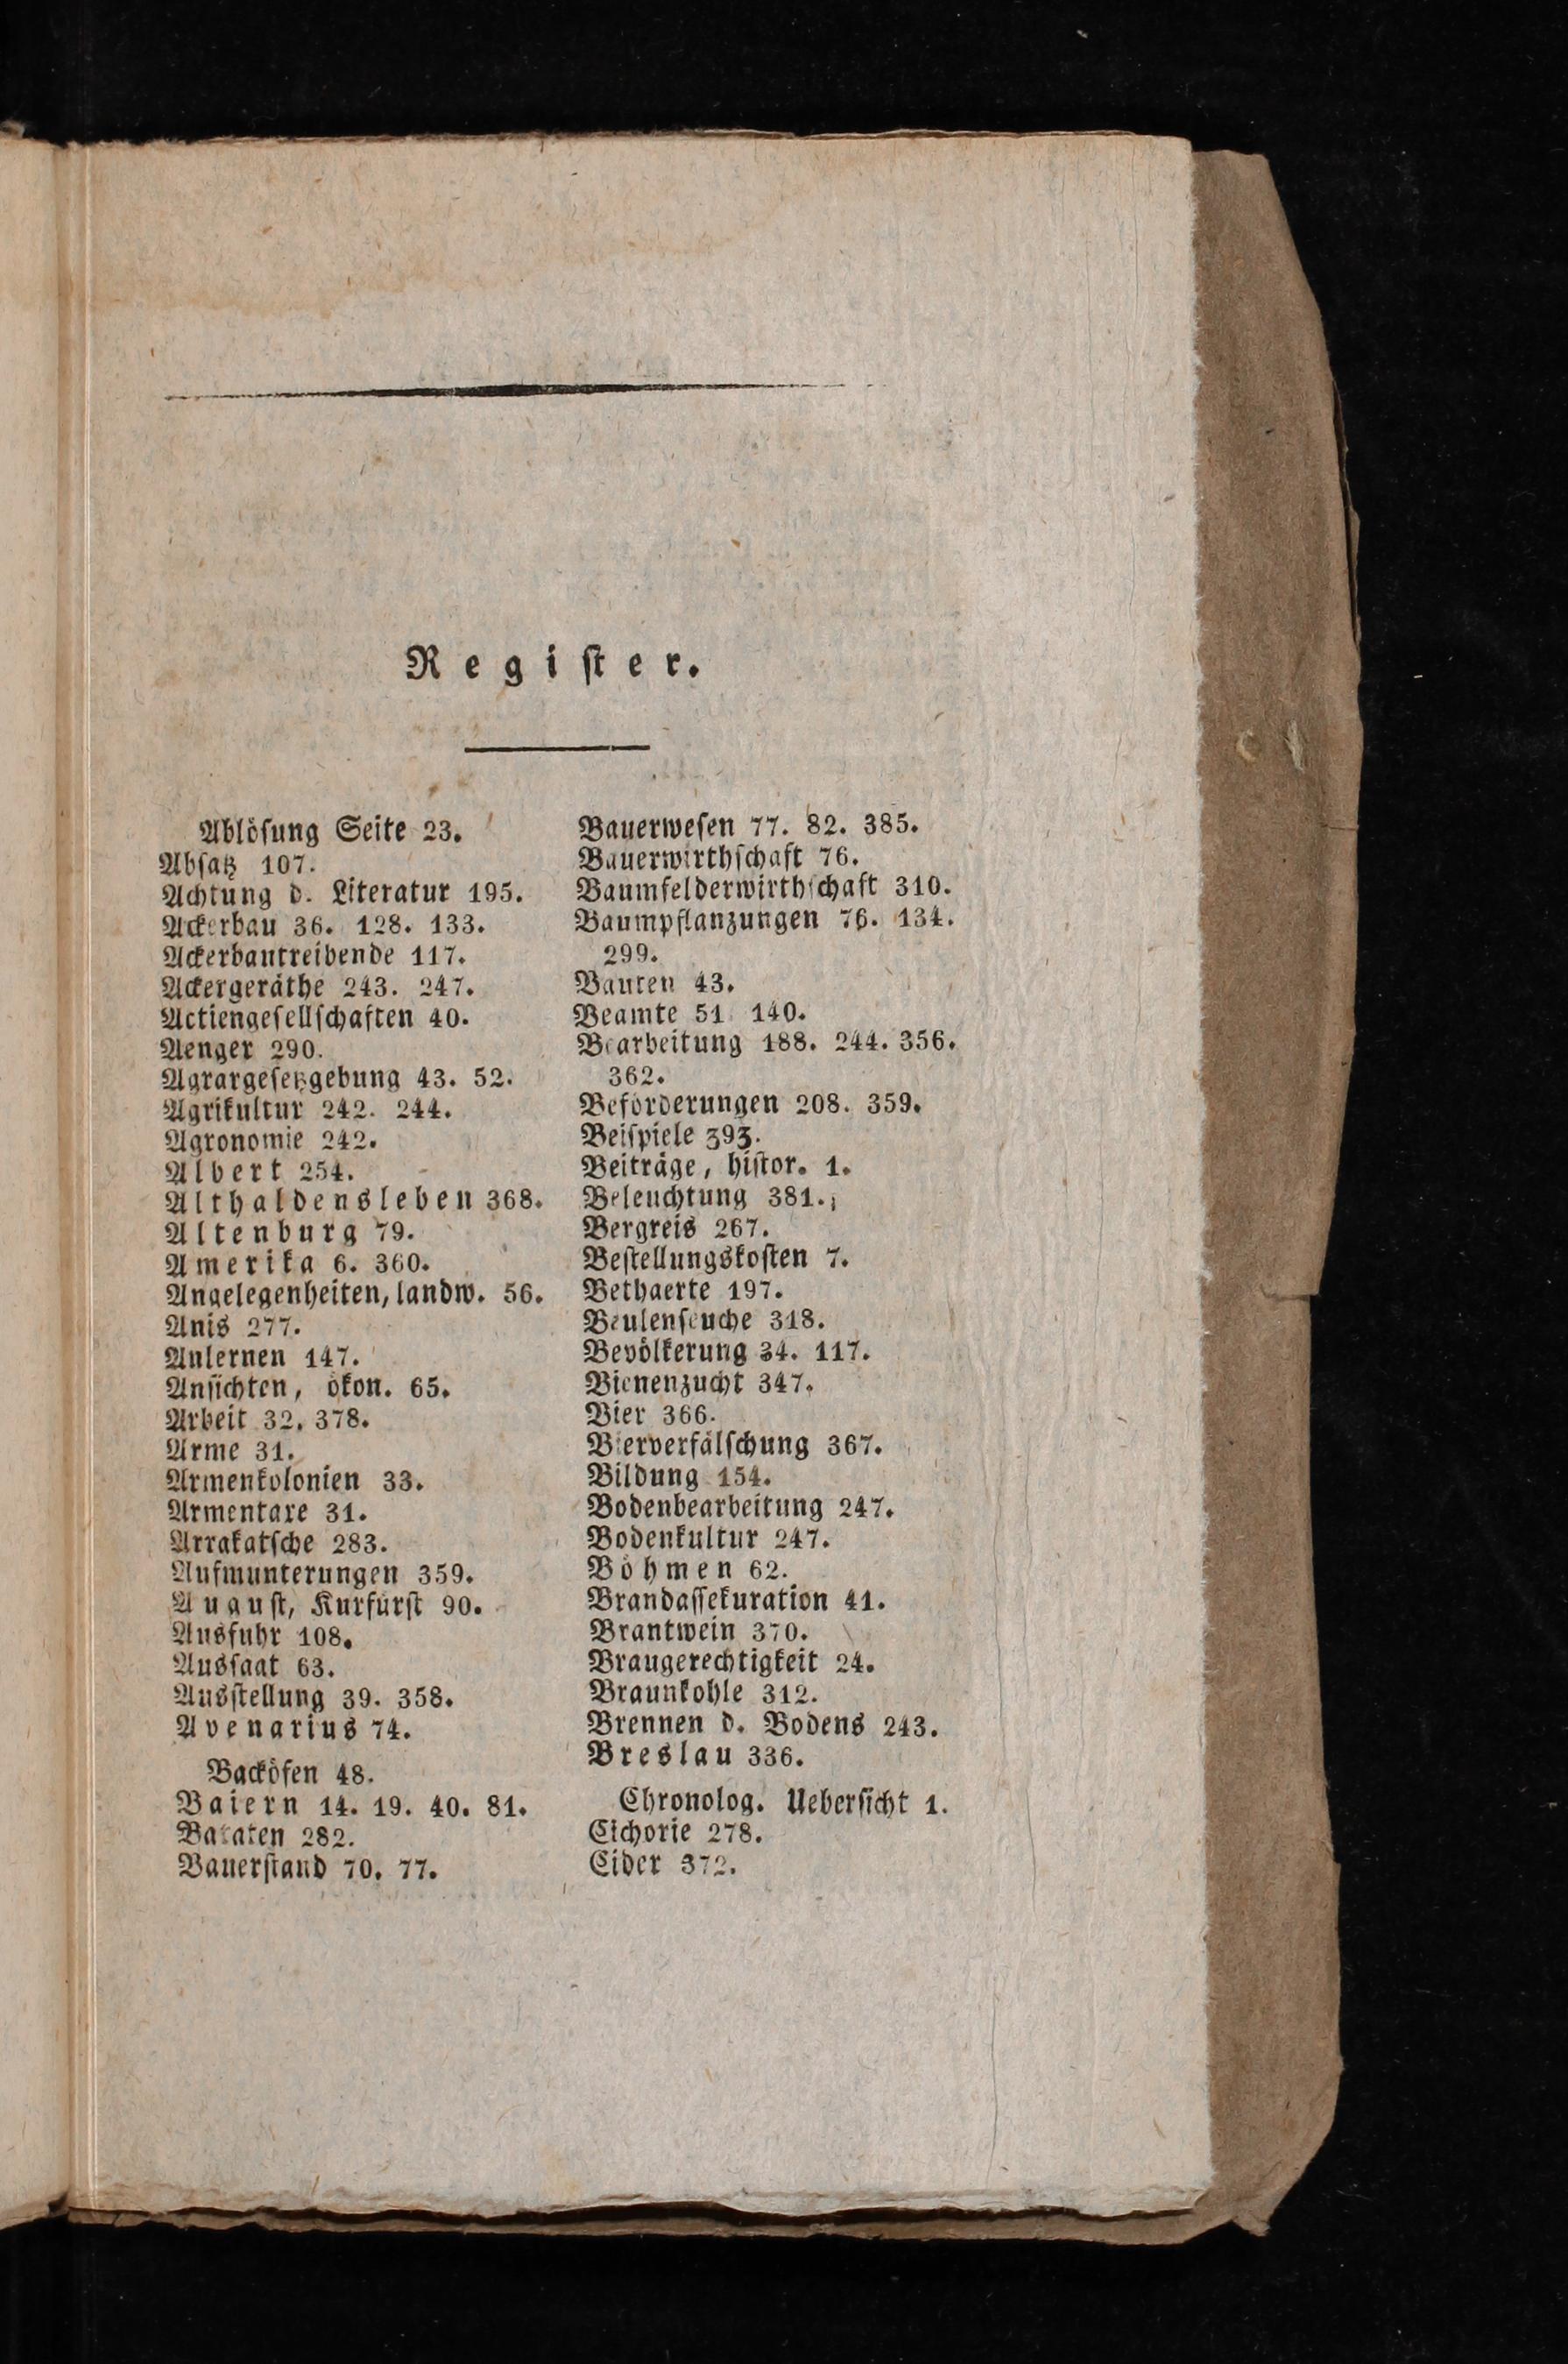 Regiſter.
Ablöſung Seite 23.
Abſatz 107.
Achtung d. Literatur 195.
Ackerbau 36. 128. 133.
Ackerbautreibende 117.
Ackergeräthe 243. 247.
Actiengeſellſchaften 40.
Aenger 290.
Agrargeſetzgebung 43. 52.
Agrikultur 242. 244.
Agronomie 242.
Albert 254.
Althaldensleben 368.
Altenburg 79.
Amerika 6. 360.
Angelegenheiten, landw. 56.
Anis 277.
Anlernen 147.
Anſichten, ökon. 65.
Arbeit 32. 378.
Arme 31.
Armenkolonien 33.
Armentaxe 31.
Arrakatſche 283.
Aufmunterungen 359.
Auguſt, Kurfürſt 90.
Ausfuhr 108.
Ausſaat 63.
Ausſtellung 39. 358.
Avenarius 74.
Backöfen 48.
Baiern 14. 19. 40. 81.
Bataten 282.
Bauerſtand 70. 77.
Bauerweſen 77. 82. 385.
Bauerwirthſchaft 76.
Baumfelderwirthſchaft 310.
Baumpflanzungen 76. 134.
299.
Bauten 43.
Beamte 51. 140.
Bearbeitung 188. 244. 356.
362.
Beförderungen 208. 359.
Beiſpiele 393.
Beiträge, hiſtor. 1.
Beleuchtung 381.
Bergreis 267.
Beſtellungskoſten 7.
Bethaerte 197.
Beulenſeuche 318.
Bevölkerung 34. 117.
Bienenzucht 347.
Bier 366.
Bierverfälſchung 367.
Bildung 154.
Bodenbearbeitung 247.
Bodenkultur 247.
Böhmen 62.
Brandaſſekuration 41.
Brantwein 370.
Braugerechtigkeit 24.
Braunkohle 312.
Brennen d. Bodens 243.
Breslau 336.
Chronolog. Ueberſicht 1.
Cichorie 278.
Cider 372.